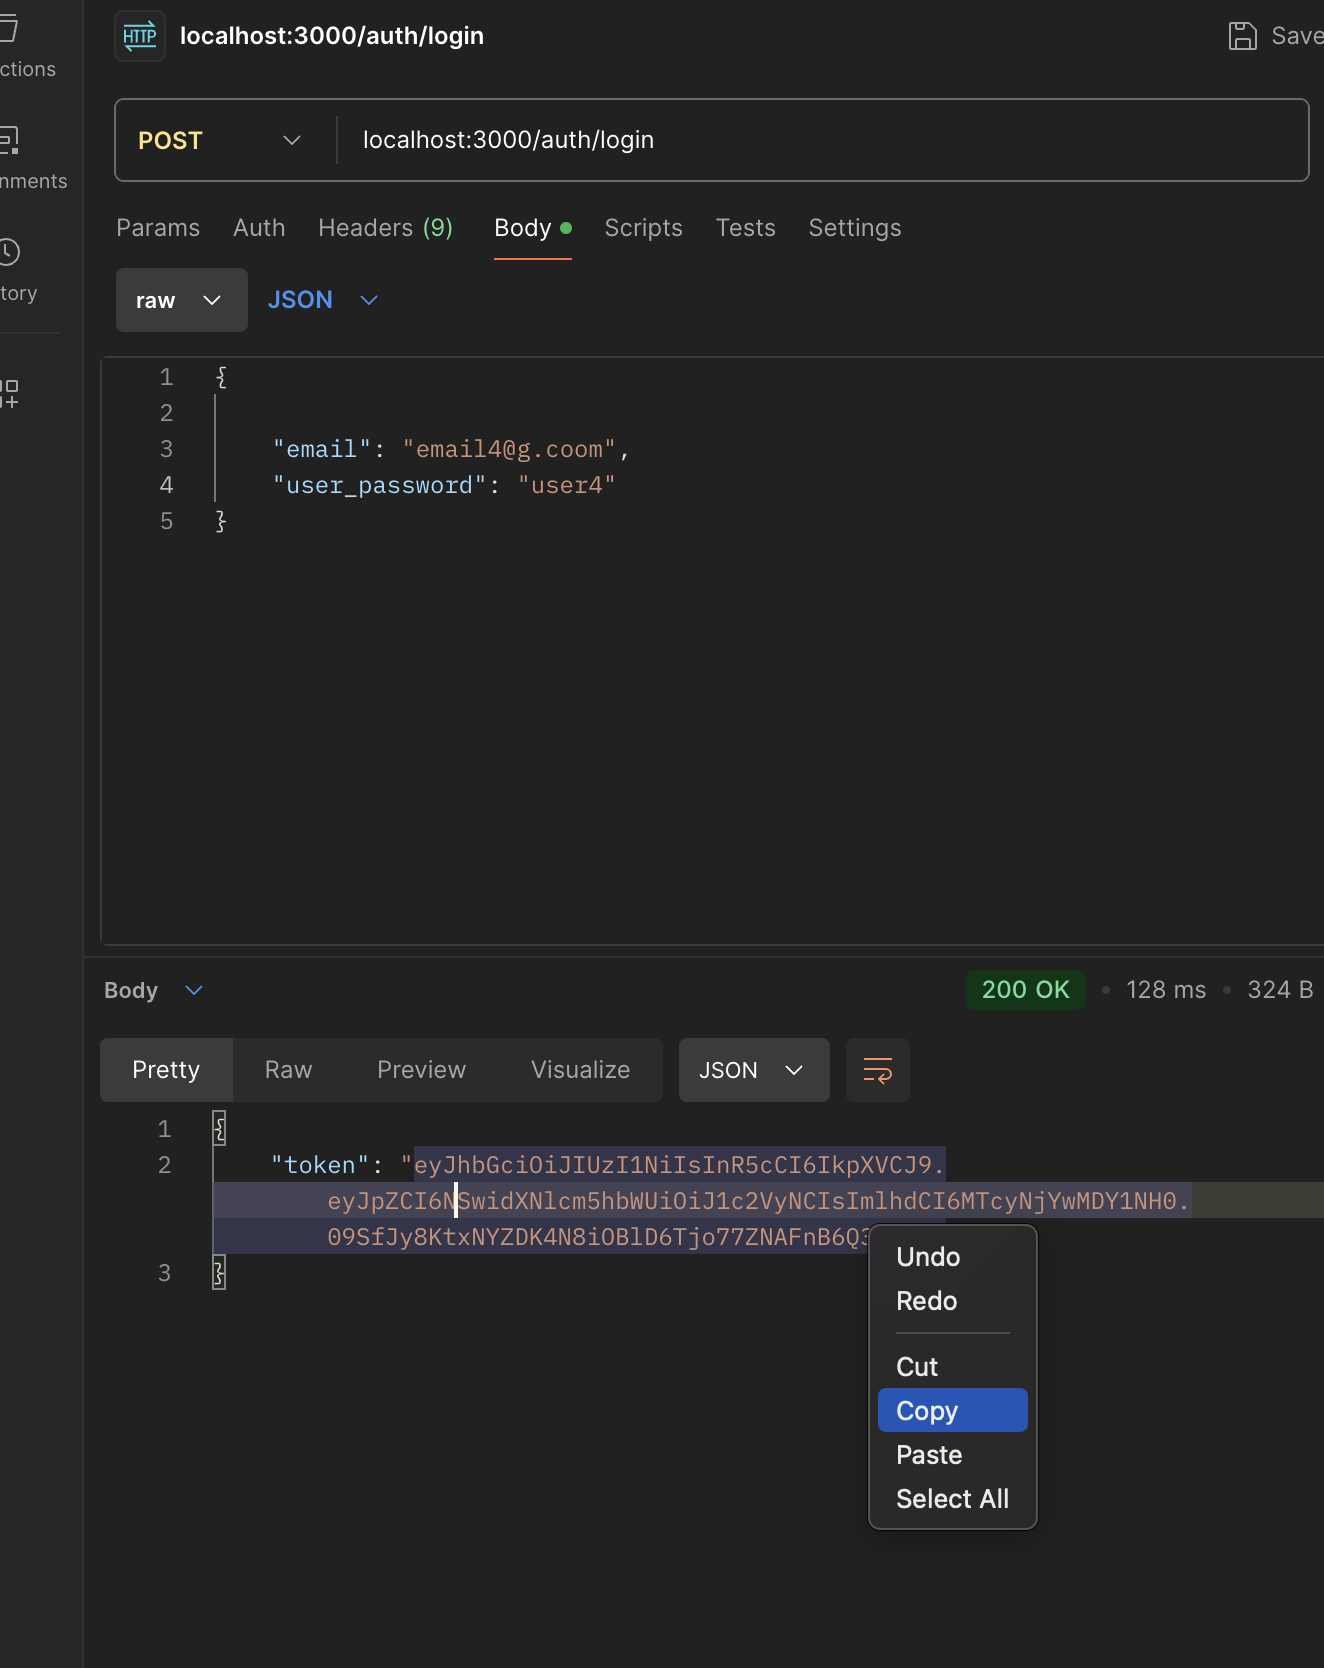 HTTP localhost:3000/auth/login Save
ctions
POST localhost:3000/auth/login
nments
Params Auth Headers (9) Body Scripts Tests Settings
tory
raw JSON
1 {
2
3 "email": "email4@g.coom",
4 "user_password": "user4"
5 }
Body 200 OK • 128 ms • 324 B
Pretty Raw Preview Visualize JSON
1 {
2 "token": "eyJhbGciOiJIUzI1NiIsInR5cCI6IkpXVCJ9.
eyJpZCI6NSwidXNlcm5hbWUiOiJ1c2VyNCIsImlhdCI6MTcyNjYwMDY1NH0.
09SfJy8KtxNYZDK4N8iOBlD6Tjo77ZNAFnB6Q3
3 }
Undo
Redo
Cut
Copy
Paste
Select All